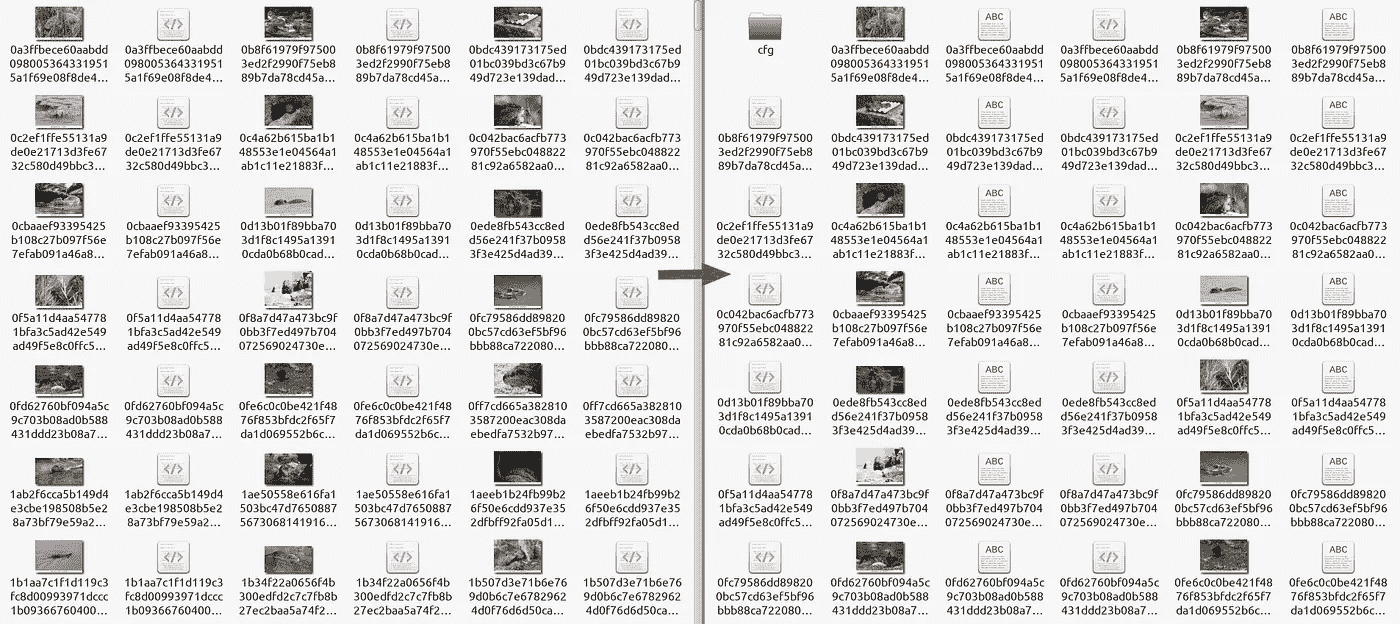 </> </> </>
0a3ffbece60aabdd 0a3ffbece60aabdd 0b8f61979f97500 0b8f61979f97500 0bdc439173175ed 0bdc439173175ed
0980053643319​51 098005364331951 3ed2f2990f75eb8 3ed2f2990f75eb8 01bc039bd3c67b9 01bc039bd3c67b9
5a1f69e08f8de4... 5a1f69e08f8de4... 89b7da78cd45a... 89b7da78cd45a... 49d723e139dad... 49d723e139dad...
</> </> </>
0c2ef1ffe55131a9 0c2ef1ffe55131a9 0c4a62b615ba1b1 0c4a62b615ba1b1 0c042bac6acfb773 0c042bac6acfb773
de0e21713d3fe67 de0e21713d3fe67 48553e1e04564a1 48553e1e04564a1 970f55ebc048822 970f55ebc048822
32c580d49bbc3... 32c580d49bbc3... ab1c11e21883f... ab1c11e21883f... 81c92a6582aa0... 81c92a6582aa0...
</> </> </>
0cbaaef93395425 0cbaaef93395425 0d13b01f89bba70 0d13b01f89bba70 0ede8fb543cc8ed 0ede8fb543cc8ed
b108c27b097f56e b108c27b097f56e 3d1f8c1495a1391 3d1f8c1495a1391 d56e241f37b0958 d56e241f37b0958
7efab091a46a8... 7efab091a46a8... 0cda0b68b0cad... 0cda0b68b0cad... 3f3e425d4ad39... 3f3e425d4ad39...
</> </> </>
0f5a11d4aa54778 0f5a11d4aa54778 0f8a7d47a473bc9f 0f8a7d47a473bc9f 0fc79586dd89820 0fc79586dd89820
1bfa3c5ad42e549 1bfa3c5ad42e549 0bb3f7ed497b704 0bb3f7ed497b704 0bc57cd63ef5bf96 0bc57cd63ef5bf96
ad49f5e8c0ffc5... ad49f5e8c0ffc5... 072569024730e... 072569024730e... bbb88ca722080... bbb88ca722080...
</> </> </>
0fd62760bf094a5c 0fd62760bf094a5c 0fe6c0c0be421f48 0fe6c0c0be421f48 0ff7cd665a382810 0ff7cd665a382810
9c703b08ad0b588 9c703b08ad0b588 76f853bfdc2f65f7 76f853bfdc2f65f7 3587200eac308da 3587200eac308da
431ddd23b08a7... 431ddd23b08a7... da1d069552b6c... da1d069552b6c... ebedfa7532b97... ebedfa7532b97...
</> </> </>
1ab2f6cca5b149d4 1ab2f6cca5b149d4 1ae50558e616fa1 1ae50558e616fa1 1aeeb1b24fb99b2 1aeeb1b24fb99b2
e3cbe198508b5e2 e3cbe198508b5e2 503bc47d7650887 503bc47d7650887 6f50e6cdd937e35 6f50e6cdd937e35
8a73bf79e59a2... 8a73bf79e59a2... 5673068141916... 5673068141916... 2dfbff92fa05d1... 2dfbff92fa05d1...
</> </> </>
1b1aa7c1f1d119c3 1b1aa7c1f1d119c3 1b34f22a0656f4b 1b34f22a0656f4b 1b507d3e71b6e76 1b507d3e71b6e76
fc8d00993971dccc fc8d00993971dccc 300edfd2c7c7fb8 300edfd2c7c7fb8 9d0b6c7e6782962 9d0b6c7e6782962
1b09366760400... 1b09366760400... 27ec2baa5a74f2... 27ec2baa5a74f2... 4d0f76d6d50ca... 4d0f76d6d50ca...
ABC </> ABC
cfg 0a3ffbece60aabdd 0a3ffbece60aabdd 0a3ffbece60aabdd 0b8f61979f97500 0b8f61979f97500
098005364331951 098005364331951 098005364331951 3ed2f2990f75eb8 3ed2f2990f75eb8
5a1f69e08f8de4... 5a1f69e08f8de4... 5a1f69e08f8de4... 89b7da78cd45a... 89b7da78cd45a...
</> ABC </> ABC
0b8f61979f97500 0bdc439173175ed 0bdc439173175ed 0bdc439173175ed 0c2ef1ffe55131a9 0c2ef1ffe55131a9
3ed2f2990f75eb8 01bc039bd3c67b9 01bc039bd3c67b9 01bc039bd3c67b9 de0e21713d3fe67 de0e21713d3fe67
89b7da78cd45a... 49d723e139dad... 49d723e139dad... 49d723e139dad... 32c580d49bbc3... 32c580d49bbc3...
</> ABC </> ABC
0c2ef1ffe55131a9 0c4a62b615ba1b1 0c4a62b615ba1b1 0c4a62b615ba1b1 0c042bac6acfb773 0c042bac6acfb773
de0e21713d3fe67 48553e1e04564a1 48553e1e04564a1 48553e1e04564a1 970f55ebc048822 970f55ebc048822
32c580d49bbc3... ab1c11e21883f... ab1c11e21883f... ab1c11e21883f... 81c92a6582aa0... 81c92a6582aa0...
</> ABC </> ABC
0c042bac6acfb773 0cbaaef93395425 0cbaaef93395425 0cbaaef93395425 0d13b01f89bba70 0d13b01f89bba70
970f55ebc048822 b108c27b097f56e b108c27b097f56e b108c27b097f56e 3d1f8c1495a1391 3d1f8c1495a1391
81c92a6582aa0... 7efab091a46a8... 7efab091a46a8... 7efab091a46a8... 0cda0b68b0cad... 0cda0b68b0cad...
</> ABC </> ABC
0d13b01f89bba70 0ede8fb543cc8ed 0ede8fb543cc8ed 0ede8fb543cc8ed 0f5a11d4aa54778 0f5a11d4aa54778
3d1f8c1495a1391 d56e241f37b0958 d56e241f37b0958 d56e241f37b0958 1bfa3c5ad42e549 1bfa3c5ad42e549
0cda0b68b0cad... 3f3e425d4ad39... 3f3e425d4ad39... 3f3e425d4ad39... ad49f5e8c0ffc5... ad49f5e8c0ffc5...
</> ABC </> ABC
0f5a11d4aa54778 0f8a7d47a473bc9f 0f8a7d47a473bc9f 0f8a7d47a473bc9f 0fc79586dd89820 0fc79586dd89820
1bfa3c5ad42e549 0bb3f7ed497b704 0bb3f7ed497b704 0bb3f7ed497b704 0bc57cd63ef5bf96 0bc57cd63ef5bf96
ad49f5e8c0ffc5... 072569024730e... 072569024730e... 072569024730e... bbb88ca722080... bbb88ca722080...
</> ABC </> ABC
0fc79586dd89820 0fd62760bf094a5c 0fd62760bf094a5c 0fd62760bf094a5c 0fe6c0c0be421f48 0fe6c0c0be421f48
0bc57cd63ef5bf96 9c703b08ad0b588 9c703b08ad0b588 9c703b08ad0b588 76f853bfdc2f65f7 76f853bfdc2f65f7
bbb88ca722080... 431ddd23b08a7... 431ddd23b08a7... 431ddd23b08a7... da1d069552b6c... da1d069552b6c...